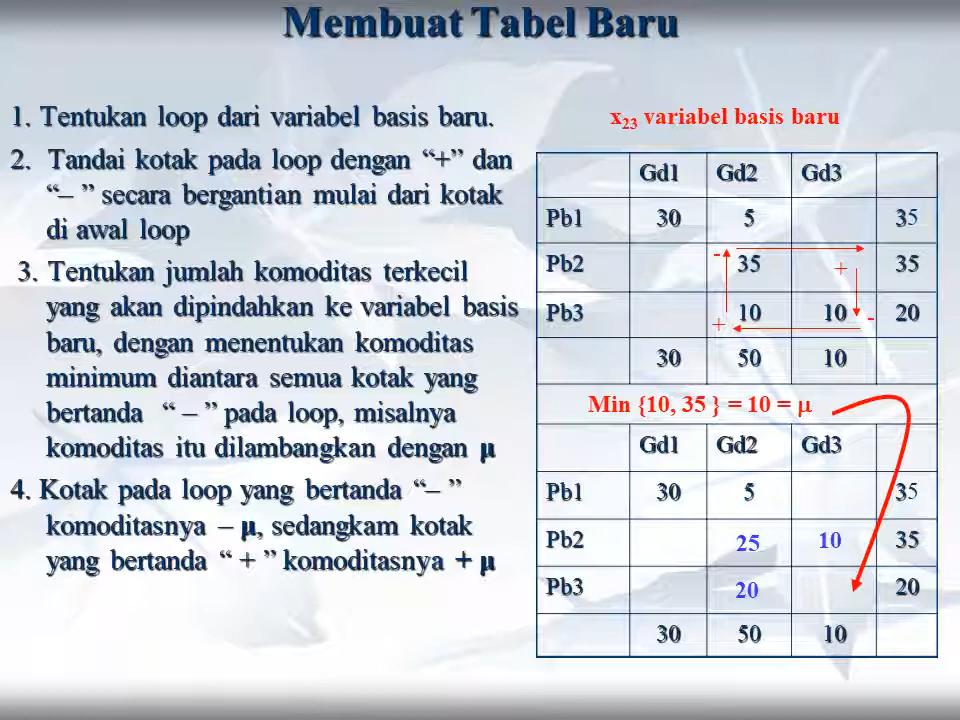 Membuat Tabel Baru
1. Tentukan loop dari variabel basis baru.
2. Tandai kotak pada loop dengan “+” dan
“– ” secara bergantian mulai dari kotak
di awal loop
3. Tentukan jumlah komoditas terkecil
yang akan dipindahkan ke variabel basis
baru, dengan menentukan komoditas
minimum diantara semua kotak yang
bertanda “ – ” pada loop, misalnya
komoditas itu dilambangkan dengan μ
4. Kotak pada loop yang bertanda “– ”
komoditasnya – μ, sedangkam kotak
yang bertanda “ + ” komoditasnya + μ
x23 variabel basis baru
Gd1 Gd2 Gd3
Pb1 30 5 35
Pb2 - 35 + 35
Pb3 + 10 10 - 20
30 50 10
Min {10, 35 } = 10 = μ
Gd1 Gd2 Gd3
Pb1 30 5 35
Pb2 25 10 35
Pb3 20 20
30 50 10